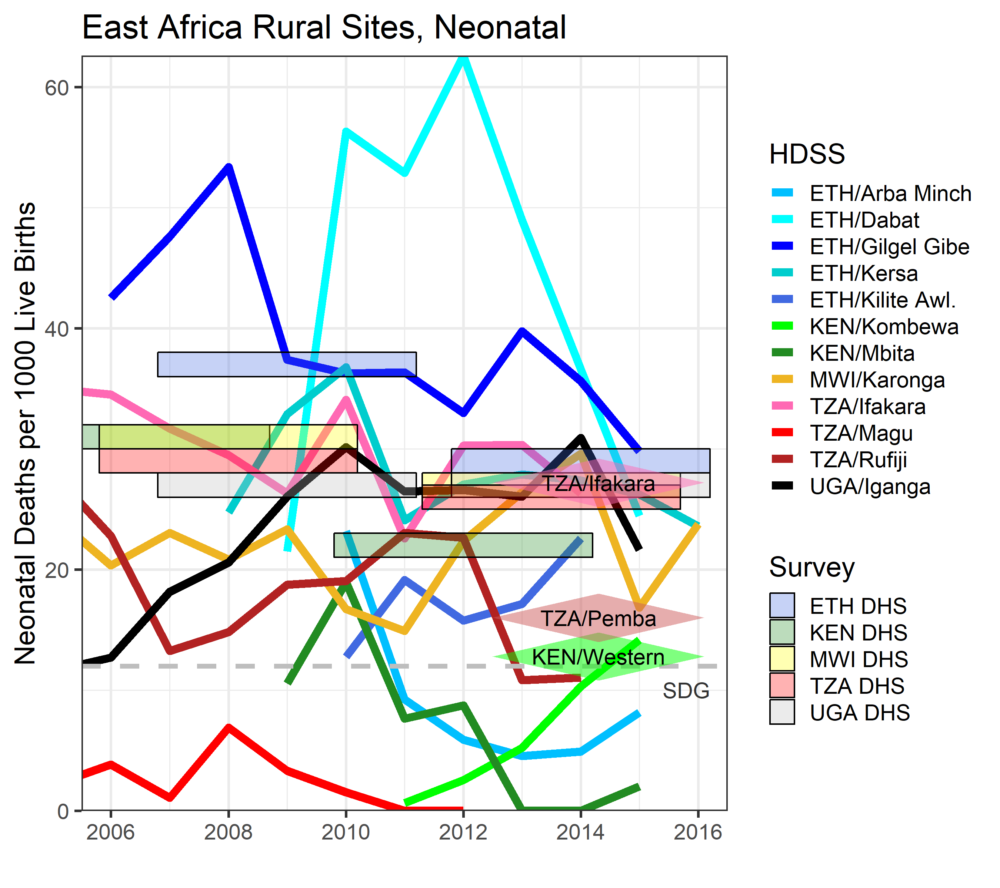 East Africa Rural Sites, Neonatal
Neonatal Deaths per 1000 Live Births
60
40
20
0
2006
2008
2010
2012
2014
2016
TZA/Ifakara
TZA/Pemba
KEN/Western
SDG
HDSS
ETH/Arba Minch
ETH/Dabat
ETH/Gilgel Gibe
ETH/Kersa
ETH/Kilite Awl.
KEN/Kombewa
KEN/Mbita
MWI/Karonga
TZA/Ifakara
TZA/Magu
TZA/Rufiji
UGA/Iganga
Survey
ETH DHS
KEN DHS
MWI DHS
TZA DHS
UGA DHS